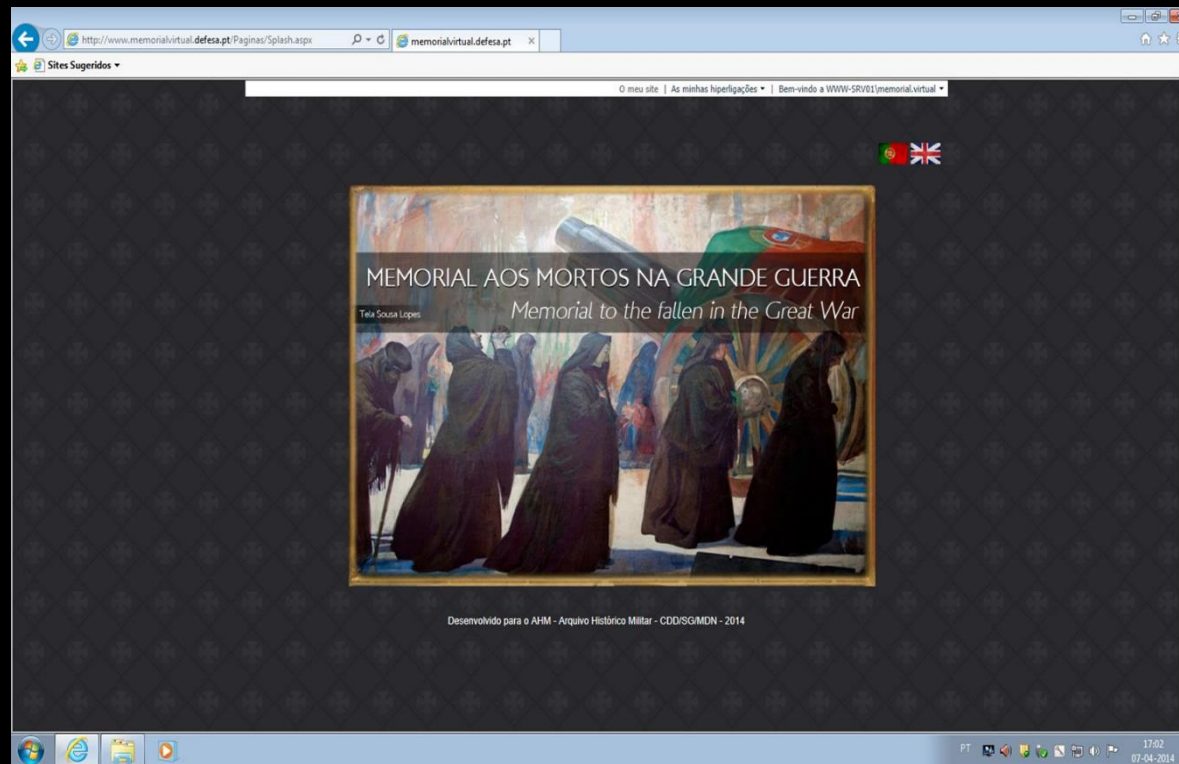 http://www.memorialvirtual.defesa.pt/Paginas/Splash.aspx
memorialvirtual.defesa.pt
Sites Sugeridos
O meu site | As minhas hiperligações | Bem-vindo a WWW-SRV01\memorial.virtual
MEMORIAL AOS MORTOS NA GRANDE GUERRA
Tela Sousa Lopes
Memorial to the fallen in the Great War
Desenvolvido para o AHM - Arquivo Histórico Militar - CDD/SG/MDN - 2014
PT
17:02
07-04-2014